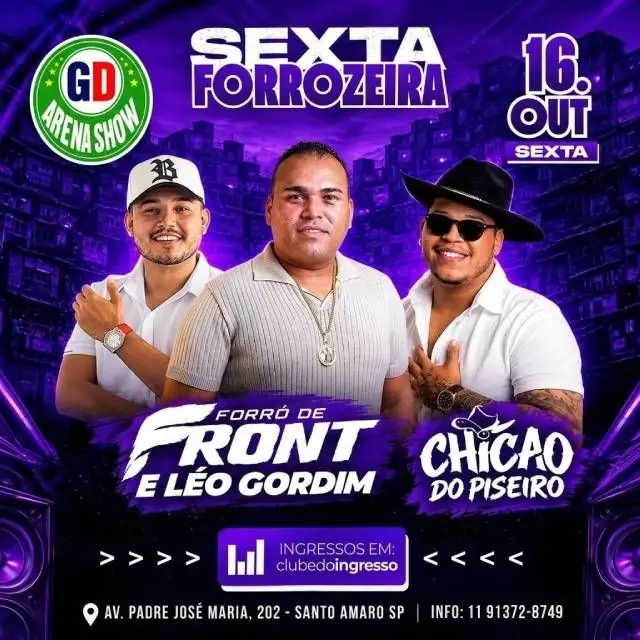 GD
ARENA SHOW
SEXTA
FORROZEIRA
16.
OUT
SEXTA
B
FORRÓ DE
FRONT
E LÉO GORDIM
CHICAO
DO PISEIRO
> > > >
INGRESSOS EM:
clubedoingresso
< < < <
AV. PADRE JOSÉ MARIA, 202 - SANTO AMARO SP | INFO: 11 91372-8749